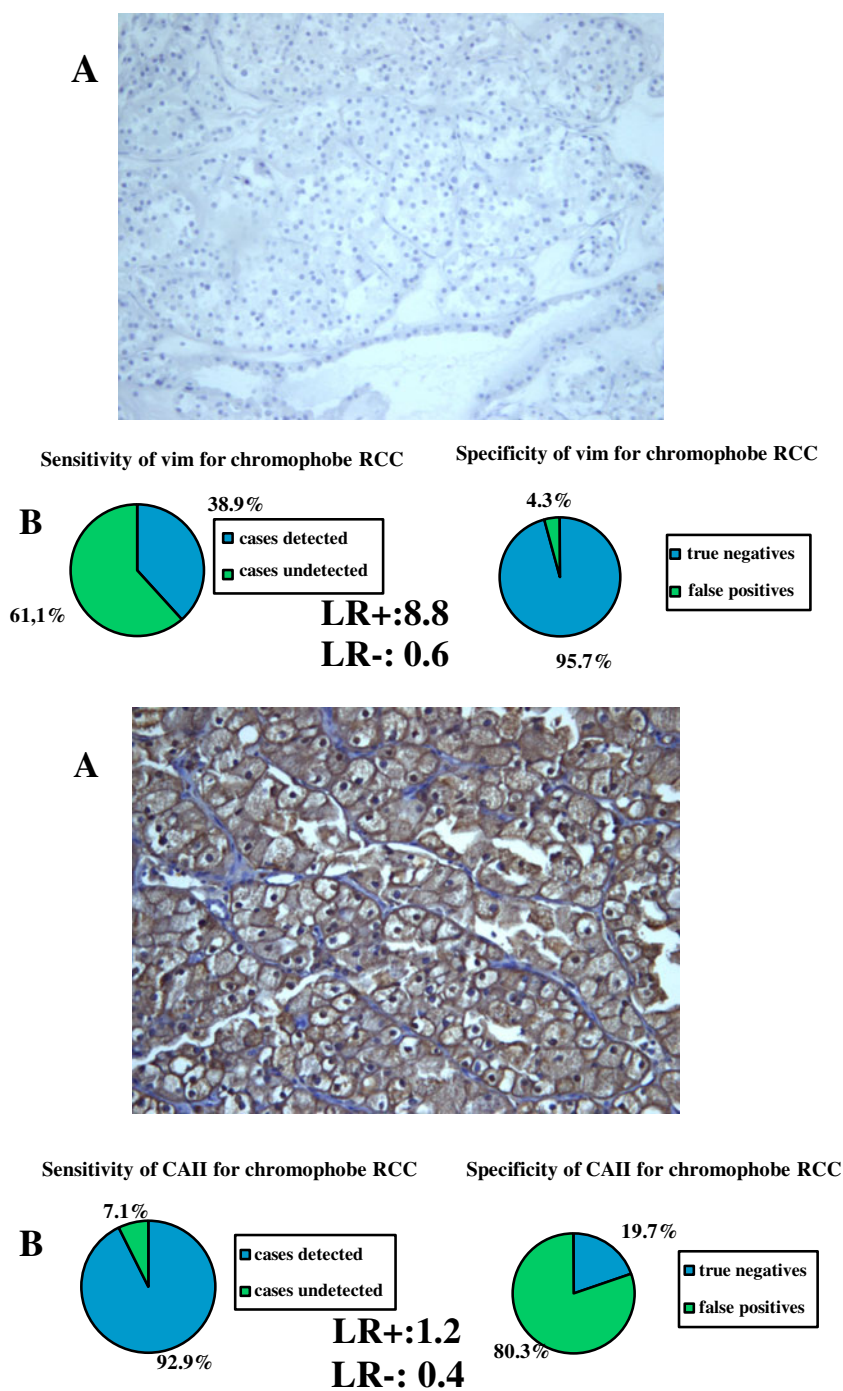 A
Sensitivity of vim for chromophobe RCC
Specificity of vim for chromophobe RCC
B
38.9%
cases detected
cases undetected
61,1%
LR+:8.8
LR-: 0.6
4.3%
true negatives
false positives
95.7%
A
Sensitivity of CAII for chromophobe RCC
Specificity of CAII for chromophobe RCC
B
7.1%
cases detected
cases undetected
92.9%
LR+:1.2
LR-: 0.4
19.7%
true negatives
false positives
80.3%